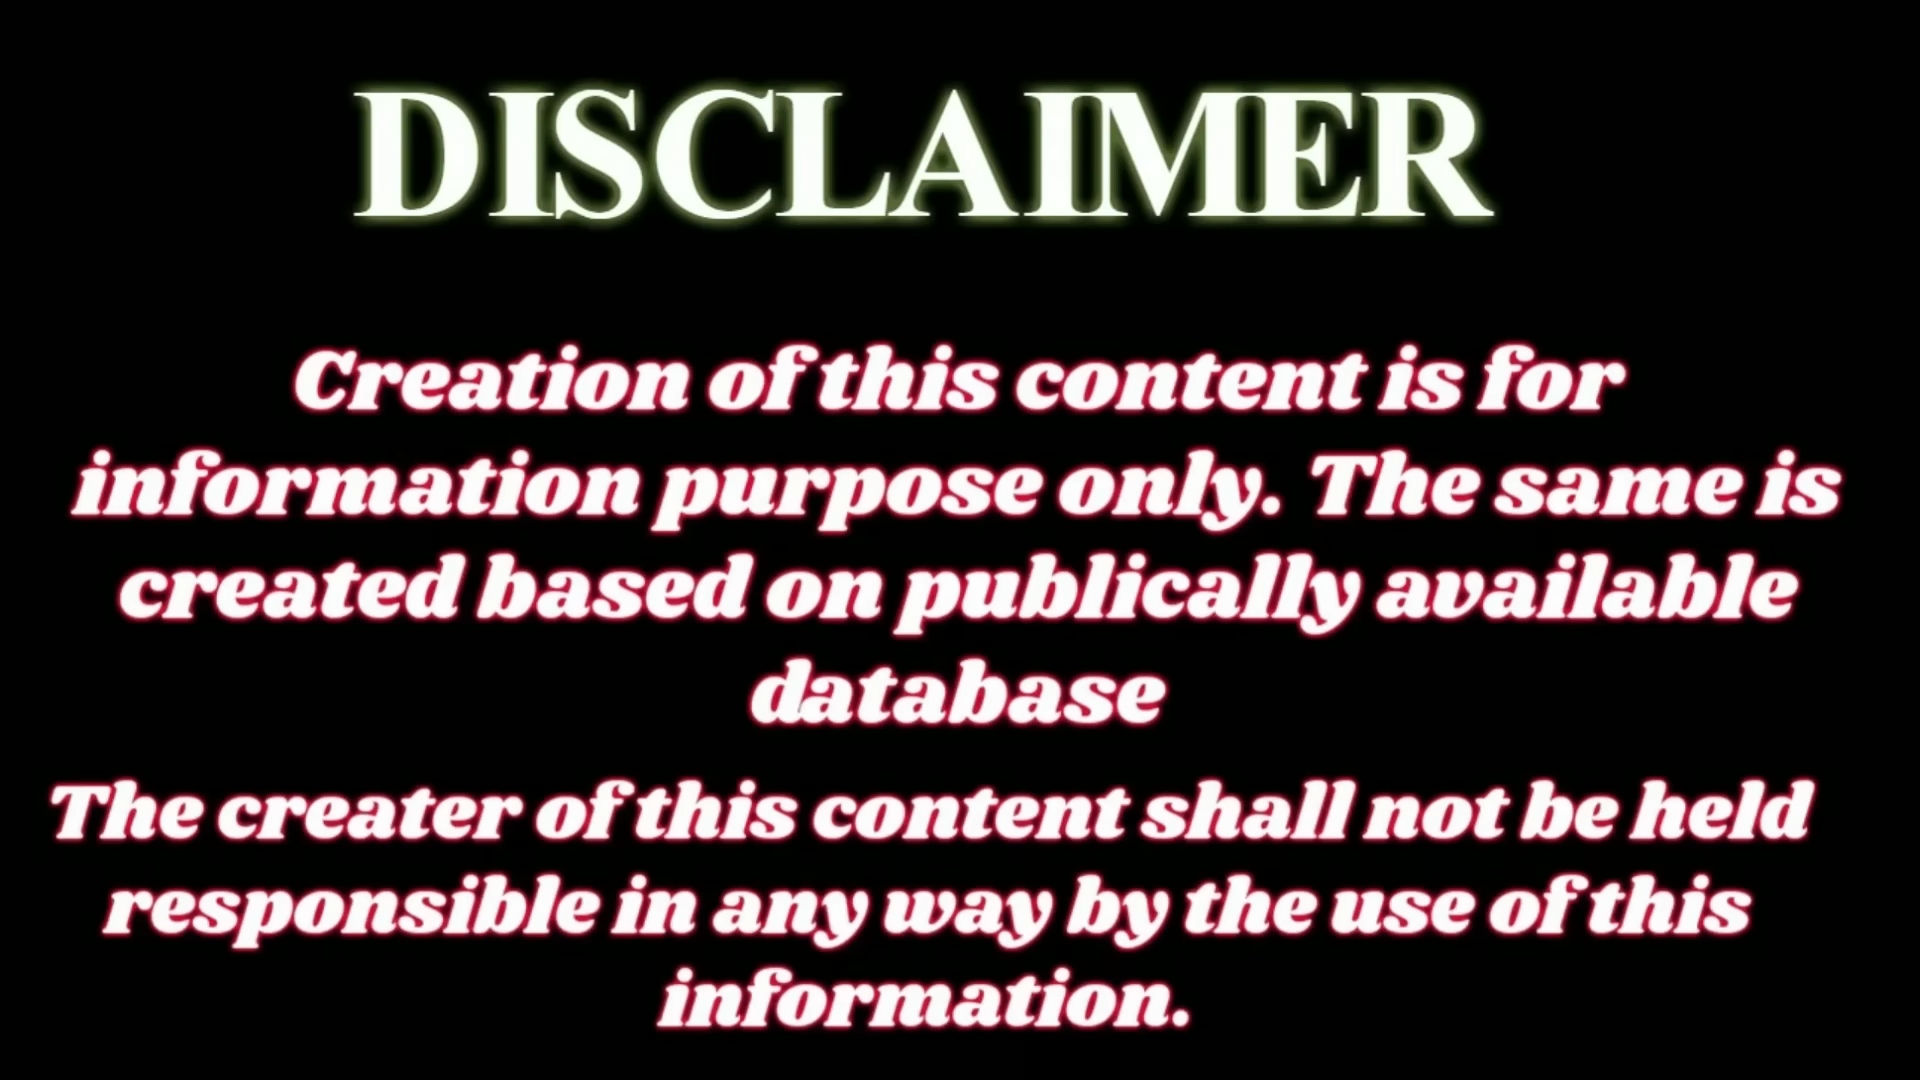 DISCLAIMER
Creation of this content is for
information purpose only. The same is
created based on publically available
database
The creater of this content shall not be held
responsible in any way by the use of this
information.